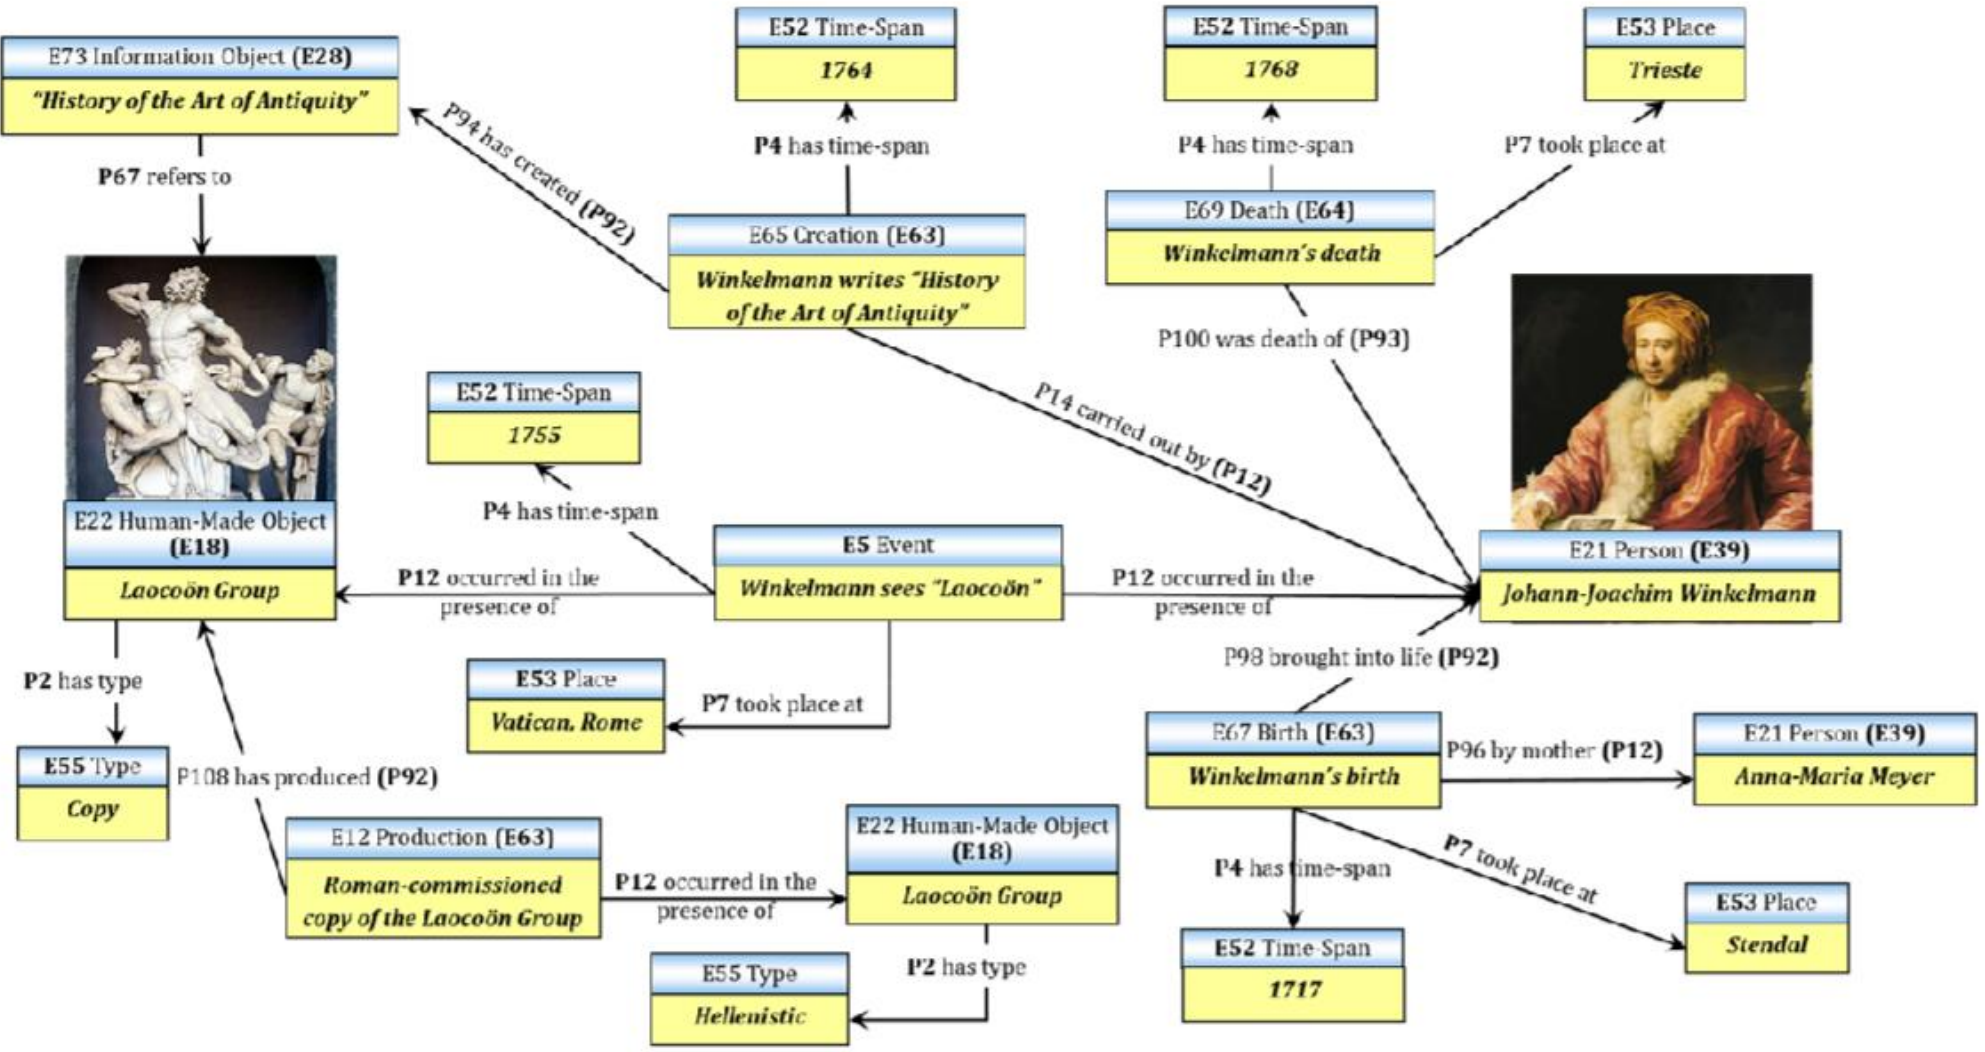 E73 Information Object (E28)
"History of the Art of Antiquity"
P67 refers to
P94 has created (P92)
E52 Time-Span
1764
P4 has time-span
E65 Creation (E63)
Winkelmann writes "History
of the Art of Antiquity"
E52 Time-Span
1768
P4 has time-span
E53 Place
Trieste
P7 took place at
E69 Death (E64)
Winkelmann's death
P100 was death of (P93)
P14 carried out by (P12)
E52 Time-Span
1755
P4 has time-span
E22 Human-Made Object
(E18)
Laocoön Group
P12 occurred in the
presence of
E5 Event
Winkelmann sees "Laocoön"
P12 occurred in the
presence of
E21 Person (E39)
Johann-Joachim Winkelmann
P2 has type
E55 Type
Copy
E53 Place
Vatican, Rome
P7 took place at
P98 brought into life (P92)
E67 Birth (E63)
Winkelmann's birth
P96 by mother (P12)
E21 Person (E39)
Anna-Maria Meyer
P108 has produced (P92)
E12 Production (E63)
Roman-commissioned
copy of the Laocoön Group
P12 occurred in the
presence of
E22 Human-Made Object
(E18)
Laocoön Group
P2 has type
E55 Type
Hellenistic
P4 has time-span
E52 Time-Span
1717
P7 took place at
E53 Place
Stendal